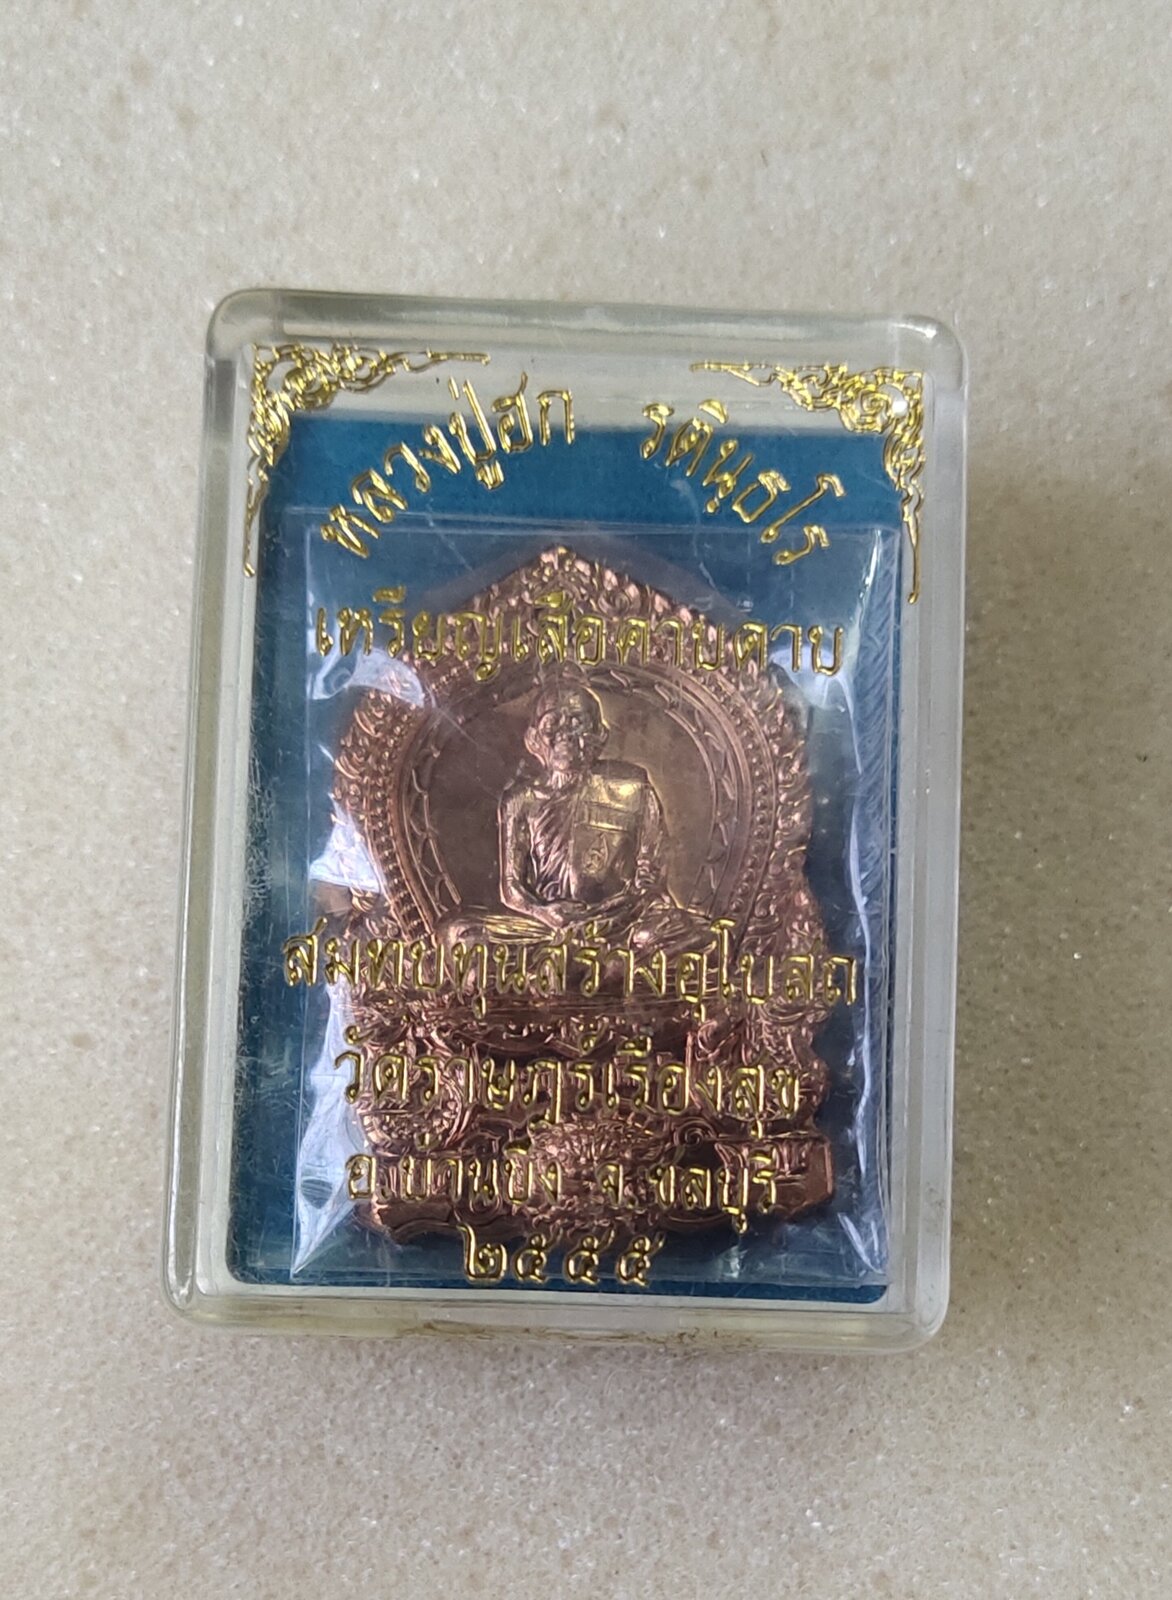 หลวงปู่ฮก รตินฺธโร
เหรียญเสือคาบดาบ
สมทบทุนสร้างอุโบสถ
วัดราษฎร์เรืองสุข
อ.บ้านบึง จ.ชลบุรี
๒๕๕๕